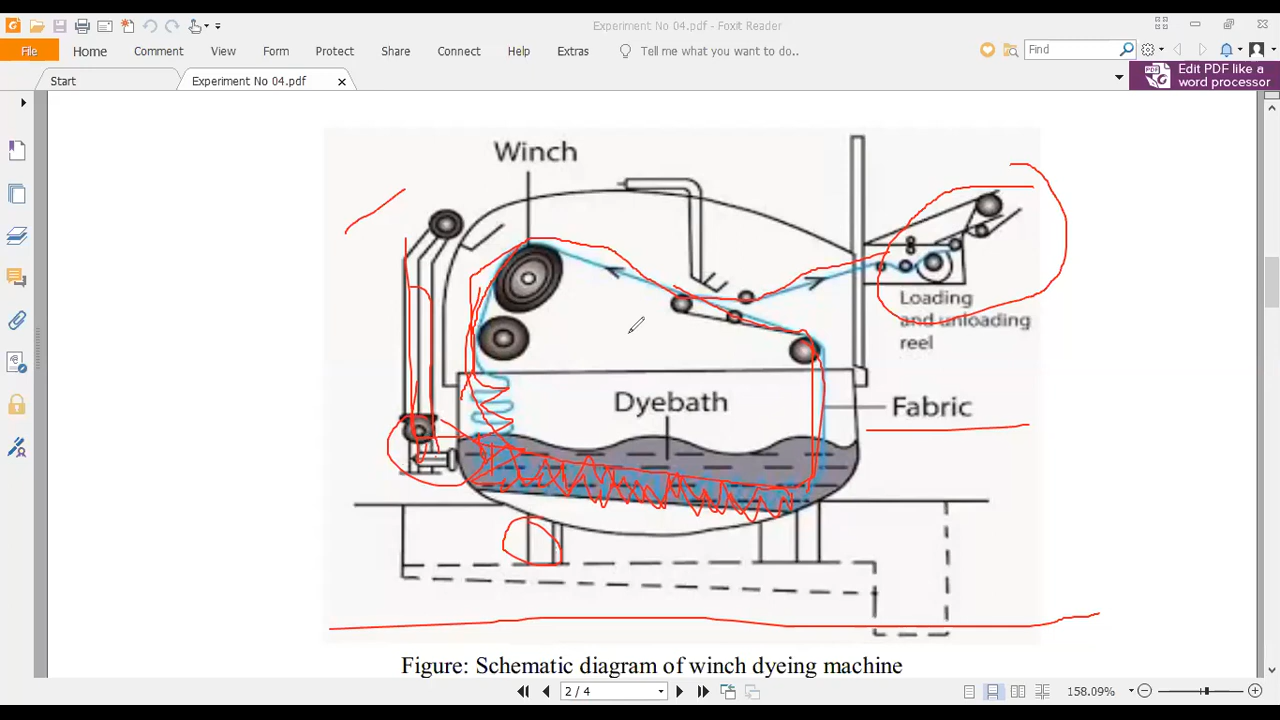 Experiment No 04.pdf - Foxit Reader
File Home Comment View Form Protect Share Connect Help Extras Tell me what you want to do.. Find
Start Experiment No 04.pdf
Edit PDF like a
word processor
Winch
Loading
and unloading
reel
Dyebath
Fabric
Figure: Schematic diagram of winch dyeing machine
2 / 4 158.09%